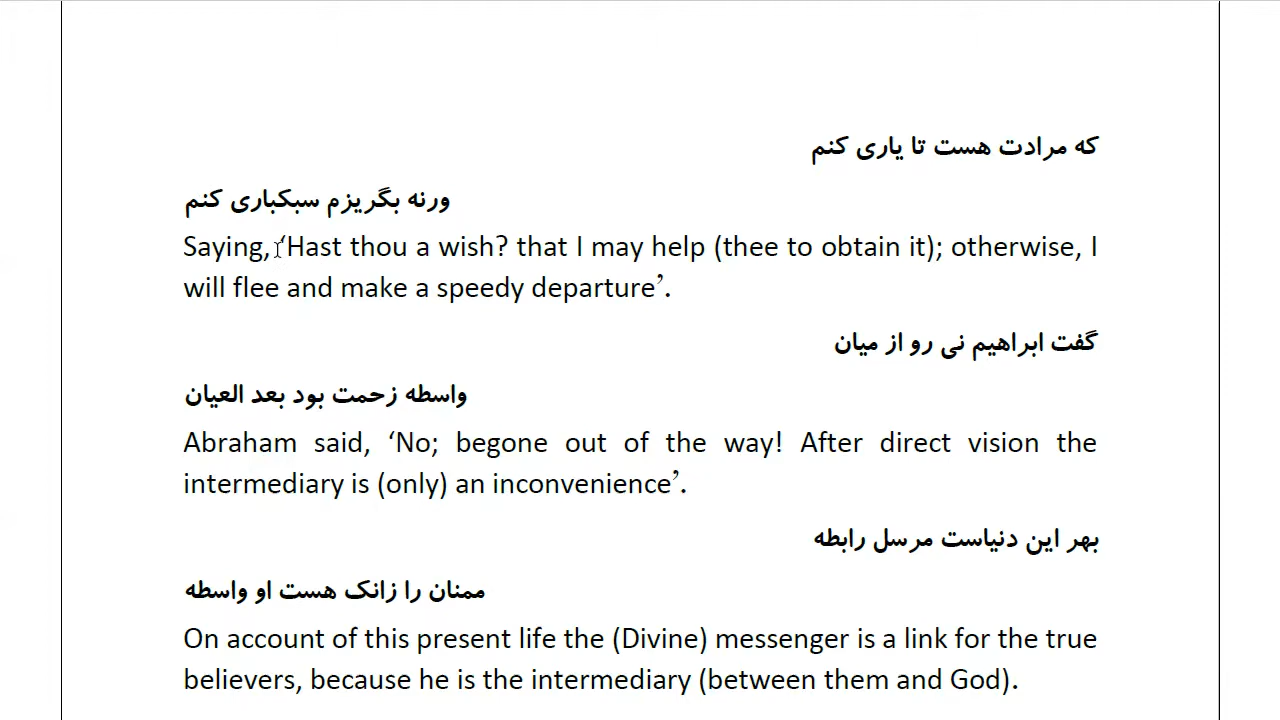 که مرادت هست تا یاری کنم
ورنه بگریزم سبکباری کنم
Saying, ‘Hast thou a wish? that I may help (thee to obtain it); otherwise, I
will flee and make a speedy departure’.
گفت ابراهیم نی رو از میان
واسطه زحمت بود بعد العیان
Abraham said, ‘No; begone out of the way! After direct vision the
intermediary is (only) an inconvenience’.
بهر این دنیاست مرسل رابطه
ممنان را زانک هست او واسطه
On account of this present life the (Divine) messenger is a link for the true
believers, because he is the intermediary (between them and God).